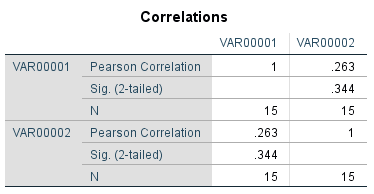 Correlations
VAR00001 VAR00002
VAR00001 Pearson Correlation 1 .263
Sig. (2-tailed) .344
N 15 15
VAR00002 Pearson Correlation .263 1
Sig. (2-tailed) .344
N 15 15